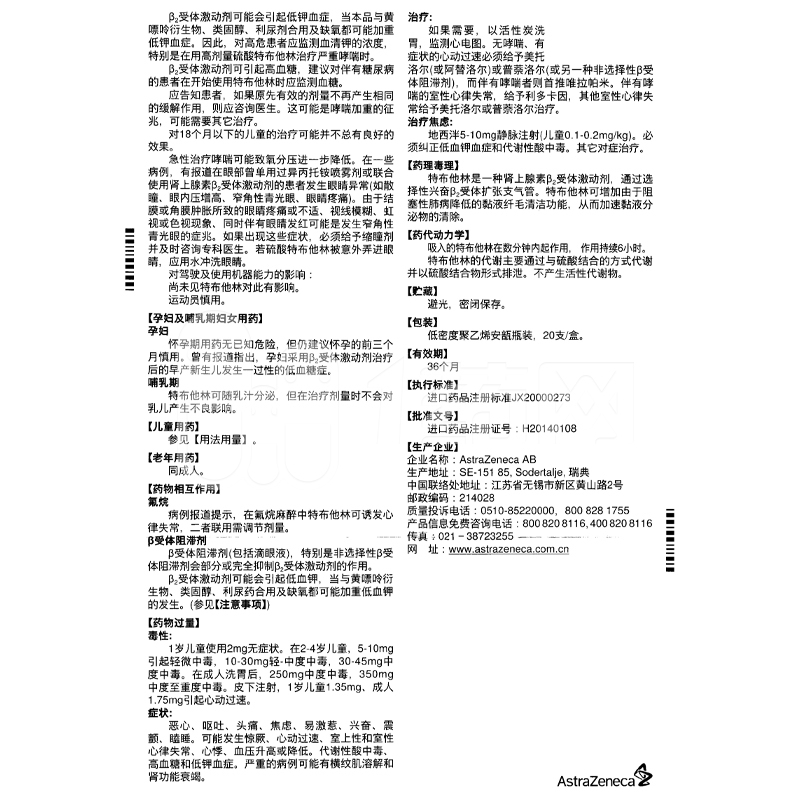 β₂受体激动剂可能会引起低钾血症，当本品与黄
嘌呤衍生物、类固醇、利尿剂合用及缺氧都可能加重
低钾血症。因此，对高危患者应监测血清钾的浓度，
特别是在用高剂量硫酸特布他林治疗严重哮喘时。
β₂受体激动剂可引起高血糖，建议对伴有糖尿病
的患者在开始使用特布他林时应监测血糖。
应告知患者，如果原先有效的剂量不再产生相同
的缓解作用，则应咨询医生。这可能是哮喘加重的征
兆，可能需要其它治疗。
对18个月以下的儿童的治疗可能并不总有良好的
效果。
急性治疗哮喘可能致氧分压进一步降低。在一些
病例，有报道在眼部曾单用过异丙托铵喷雾剂或联合
使用肾上腺素β₂受体激动剂的患者发生眼睛异常(如散
瞳、眼内压增高、窄角性青光眼、眼睛疼痛)。由于结
膜或角膜肿胀所致的眼睛疼痛或不适、视线模糊、虹
视或色视现象、同时伴有眼睛发红可能是发生窄角性
青光眼的症兆。如果出现这些症状，必须给予缩瞳剂
并及时咨询专科医生。若硫酸特布他林被意外弄进眼
睛，应用水冲洗眼睛。
对驾驶及使用机器能力的影响：
尚未见特布他林对此有影响。
运动员慎用。
【孕妇及哺乳期妇女用药】
孕妇
怀孕期用药无已知危险，但仍建议怀孕的前三个
月慎用。曾有报道指出，孕妇采用β₂受体激动剂治疗
后的早产新生儿发生一过性的低血糖症。
哺乳期
特布他林可随乳汁分泌，但在治疗剂量时不会对
乳儿产生不良影响。
【儿童用药】
参见【用法用量】。
【老年用药】
同成人。
【药物相互作用】
氟烷
病例报道提示，在氟烷麻醉中特布他林可诱发心
律失常，二者联用需调节剂量。
β受体阻滞剂
β受体阻滞剂(包括滴眼液)，特别是非选择性β受
体阻滞剂会部分或完全抑制β₂受体激动剂的作用。
β₂受体激动剂可能会引起低血钾，当与黄嘌呤衍
生物、类固醇、利尿药合用及缺氧都可能加重低血钾
的发生。(参见【注意事项】)
【药物过量】
毒性：
1岁儿童使用2mg无症状。在2-4岁儿童，5-10mg
引起轻微中毒，10-30mg轻-中度中毒，30-45mg中
度中毒。在成人洗胃后，250mg中度中毒，350mg
中度至重度中毒。皮下注射，1岁儿童1.35mg、成人
1.75mg引起心动过速。
症状：
恶心、呕吐、头痛、焦虑、易激惹、兴奋、震
颤、瞌睡。可能发生惊厥、心动过速、室上性和室性
心律失常、心悸、血压升高或降低。代谢性酸中毒、
高血糖和低钾血症。严重的病例可能有横纹肌溶解和
肾功能衰竭。
治疗：
如果需要，以活性炭洗
胃，监测心电图。无哮喘、有
症状的心动过速必须给予美托
洛尔(或阿替洛尔)或普萘洛尔(或另一种非选择性β受
体阻滞剂)，而伴有哮喘者则首推维拉帕米。伴有哮
喘的室性心律失常，给予利多卡因，其他室性心律失
常给予美托洛尔或普萘洛尔治疗。
治疗焦虑：
地西泮5-10mg静脉注射(儿童0.1-0.2mg/kg)。必
须纠正低血钾血症和代谢性酸中毒。其它对症治疗。
【药理毒理】
特布他林是一种肾上腺素β₂受体激动剂，通过选
择性兴奋β₂受体扩张支气管。特布他林可增加由于阻
塞性肺病降低的黏液纤毛清洁功能，从而加速黏液分
泌物的清除。
【药代动力学】
吸入的特布他林在数分钟内起作用，作用持续6小时。
特布他林的代谢主要通过与硫酸结合的方式代谢
并以硫酸结合物形式排泄。不产生活性代谢物。
【贮藏】
避光，密闭保存。
【包装】
低密度聚乙烯安瓿瓶装，20支/盒。
【有效期】
36个月
【执行标准】
进口药品注册标准JX20000273
【批准文号】
进口药品注册证号：H20140108
【生产企业】
企业名称：AstraZeneca AB
生产地址：SE-151 85, Sodertalje, 瑞典
中国联络处地址：江苏省无锡市新区黄山路2号
邮政编码：214028
质量投诉电话：0510-85220000，800 828 1755
产品信息免费咨询电话：800 820 8116, 400 820 8116
传真：021－38723255
网 址：www.astrazeneca.com.cn
AstraZeneca